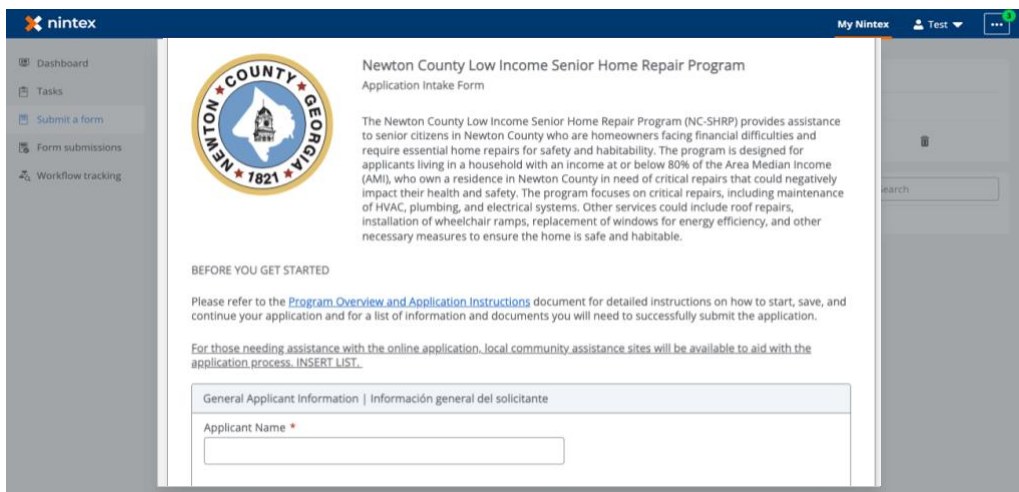 nintex
My Nintex
Test
...
3
Dashboard
Tasks
Submit a form
Form submissions
Workflow tracking
NEWTON COUNTY GEORGIA
1821
Newton County Low Income Senior Home Repair Program
Application Intake Form
The Newton County Low Income Senior Home Repair Program (NC-SHRP) provides assistance
to senior citizens in Newton County who are homeowners facing financial difficulties and
require essential home repairs for safety and habitability. The program is designed for
applicants living in a household with an income at or below 80% of the Area Median Income
(AMI), who own a residence in Newton County in need of critical repairs that could negatively
impact their health and safety. The program focuses on critical repairs, including maintenance
of HVAC, plumbing, and electrical systems. Other services could include roof repairs,
installation of wheelchair ramps, replacement of windows for energy efficiency, and other
necessary measures to ensure the home is safe and habitable.
earch
BEFORE YOU GET STARTED
Please refer to the Program Overview and Application Instructions document for detailed instructions on how to start, save, and
continue your application and for a list of information and documents you will need to successfully submit the application.
For those needing assistance with the online application, local community assistance sites will be available to aid with the
application process. INSERT LIST.
General Applicant Information | Información general del solicitante
Applicant Name *